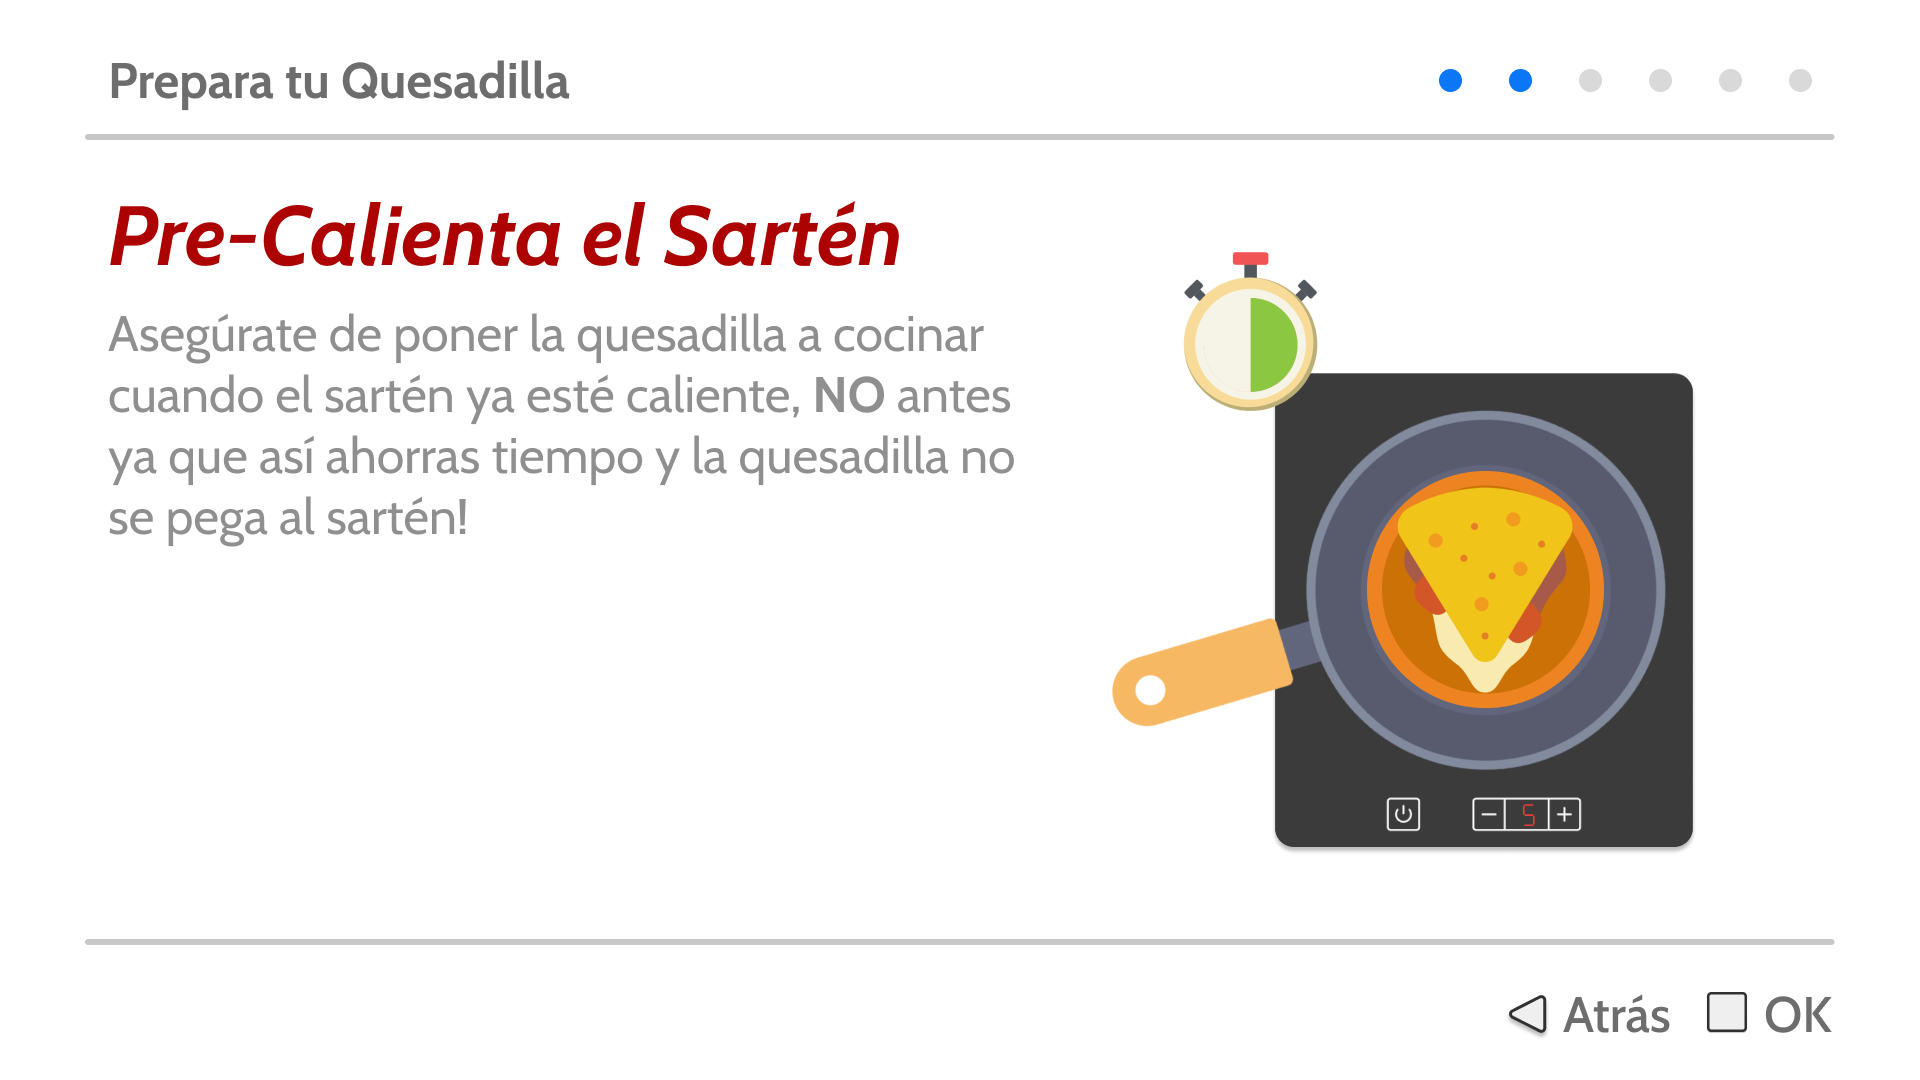 Prepara tu Quesadilla
Pre-Calienta el Sartén
Asegúrate de poner la quesadilla a cocinar
cuando el sartén ya esté caliente, NO antes
ya que así ahorras tiempo y la quesadilla no
se pega al sartén!
- 5 +
Atrás OK